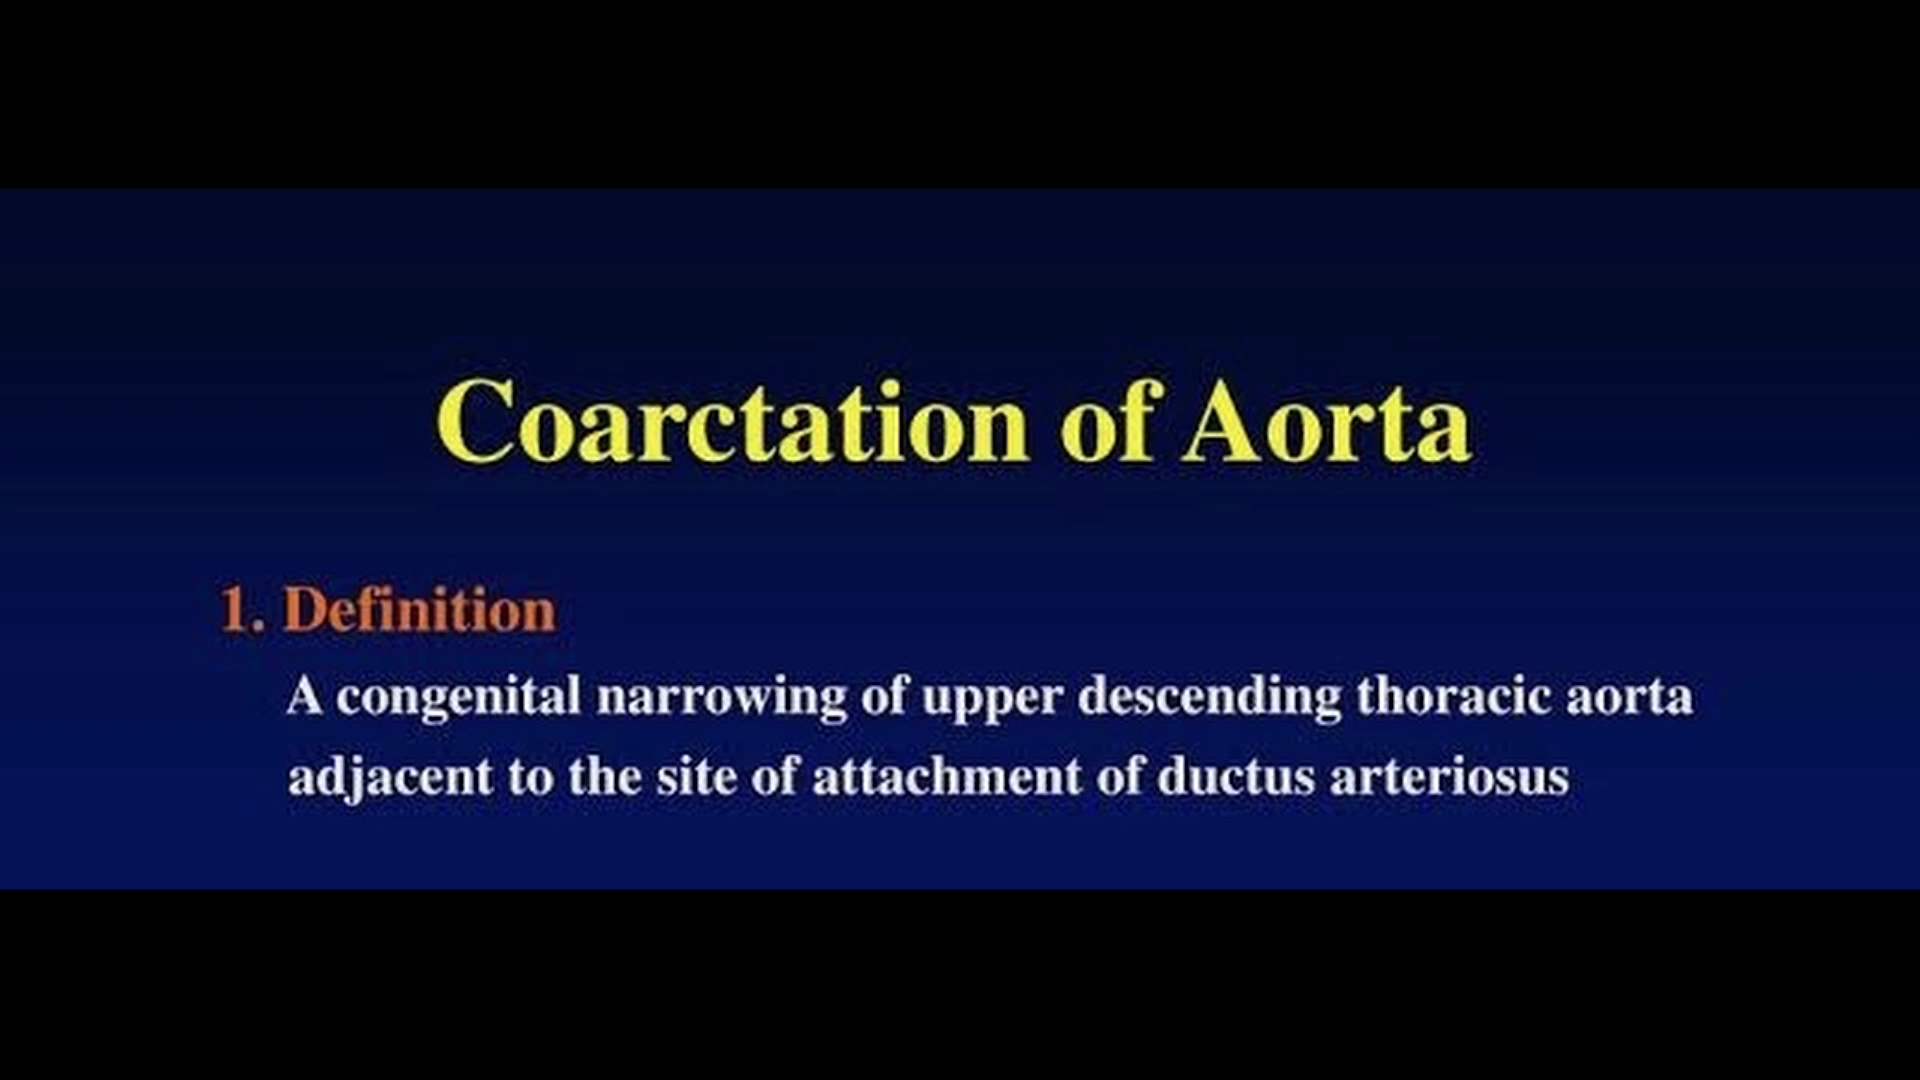 Coarctation of Aorta
1. Definition
A congenital narrowing of upper descending thoracic aorta
adjacent to the site of attachment of ductus arteriosus